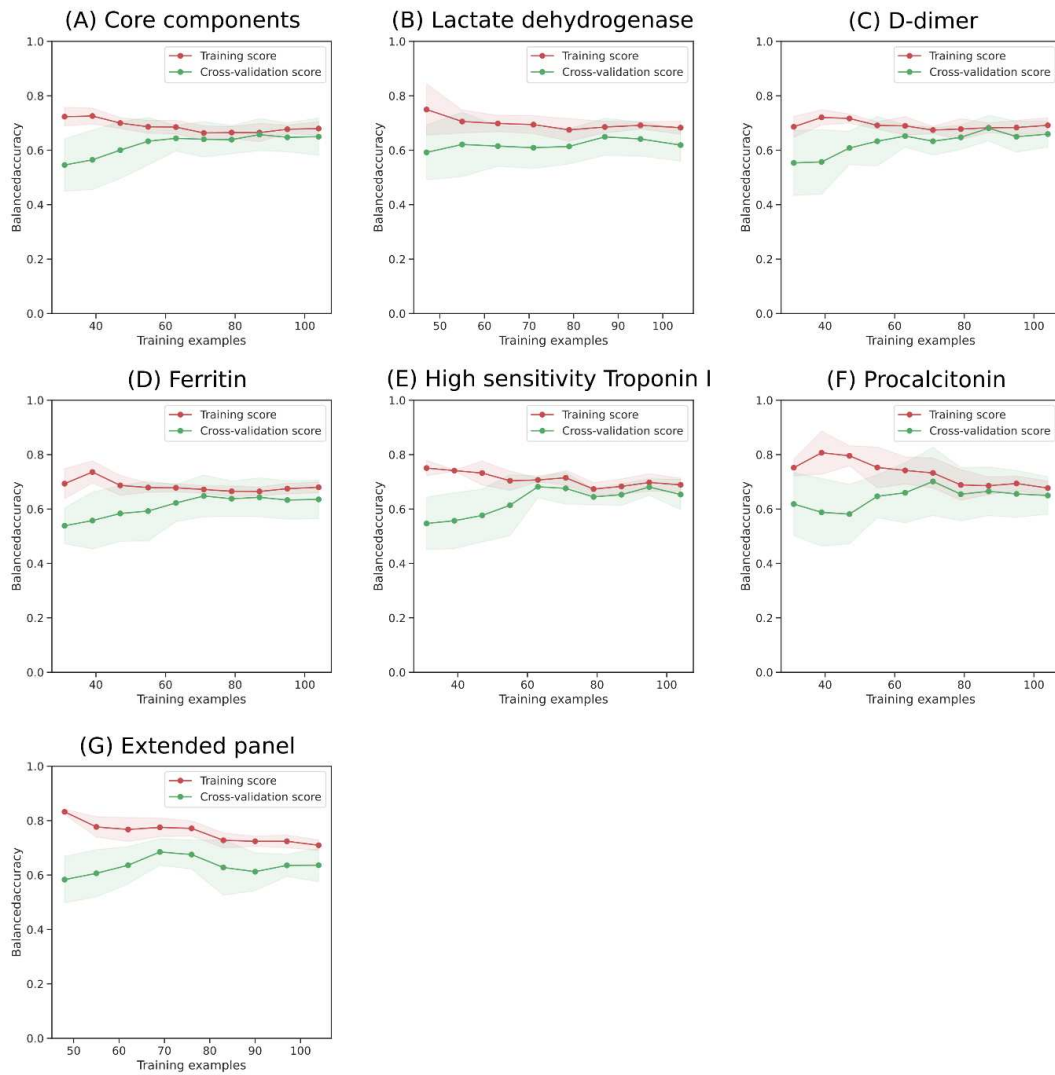 (A) Core components
1.0
0.8
0.6
0.4
0.2
0.0
Balancedaccuracy
Training score
Cross-validation score
40
60
80
100
Training examples
(B) Lactate dehydrogenase
1.0
0.8
0.6
0.4
0.2
0.0
Balancedaccuracy
Training score
Cross-validation score
50
60
70
80
90
100
Training examples
(C) D-dimer
1.0
0.8
0.6
0.4
0.2
0.0
Balancedaccuracy
Training score
Cross-validation score
40
60
80
100
Training examples
(D) Ferritin
1.0
0.8
0.6
0.4
0.2
0.0
Balancedaccuracy
Training score
Cross-validation score
40
60
80
100
Training examples
(E) High sensitivity Troponin I
1.0
0.8
0.6
0.4
0.2
0.0
Balancedaccuracy
Training score
Cross-validation score
40
60
80
100
Training examples
(F) Procalcitonin
1.0
0.8
0.6
0.4
0.2
0.0
Balancedaccuracy
Training score
Cross-validation score
40
60
80
100
Training examples
(G) Extended panel
1.0
0.8
0.6
0.4
0.2
0.0
Balancedaccuracy
Training score
Cross-validation score
50
60
70
80
90
100
Training examples